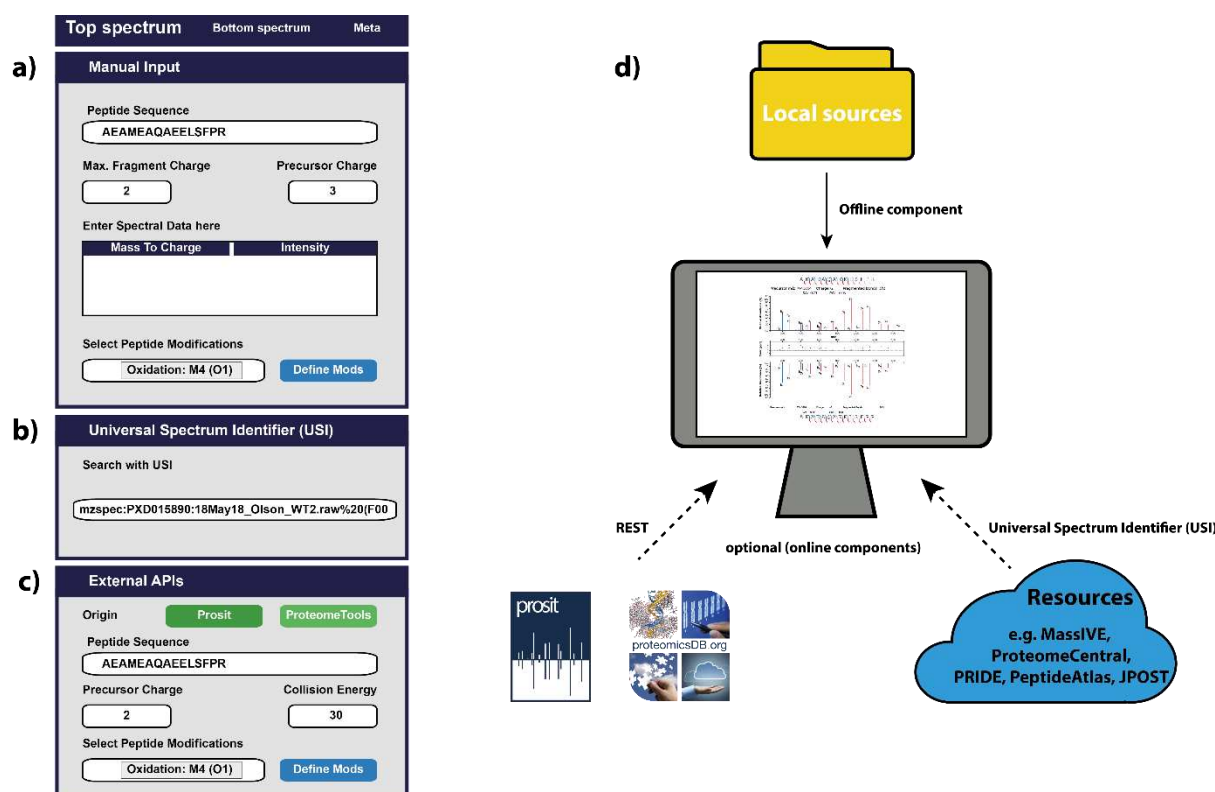 Top spectrum Bottom spectrum Meta
a)
Manual Input
Peptide Sequence
AEAMEAQAEELSFPR
Max. Fragment Charge Precursor Charge
2 3
Enter Spectral Data here
Mass To Charge Intensity
Select Peptide Modifications
Oxidation: M4 (O1) Define Mods
b)
Universal Spectrum Identifier (USI)
Search with USI
mzspec:PXD015890:18May18_Olson_WT2.raw%20(F00
c)
External APIs
Origin Prosit ProteomeTools
Peptide Sequence
AEAMEAQAEELSFPR
Precursor Charge Collision Energy
2 30
Select Peptide Modifications
Oxidation: M4 (O1) Define Mods
d)
Local sources
Offline component
REST
optional (online components)
Universal Spectrum Identifier (USI)
prosit
proteomicsDB.org
Resources
e.g. MassIVE,
ProteomeCentral,
PRIDE, PeptideAtlas, JPOST